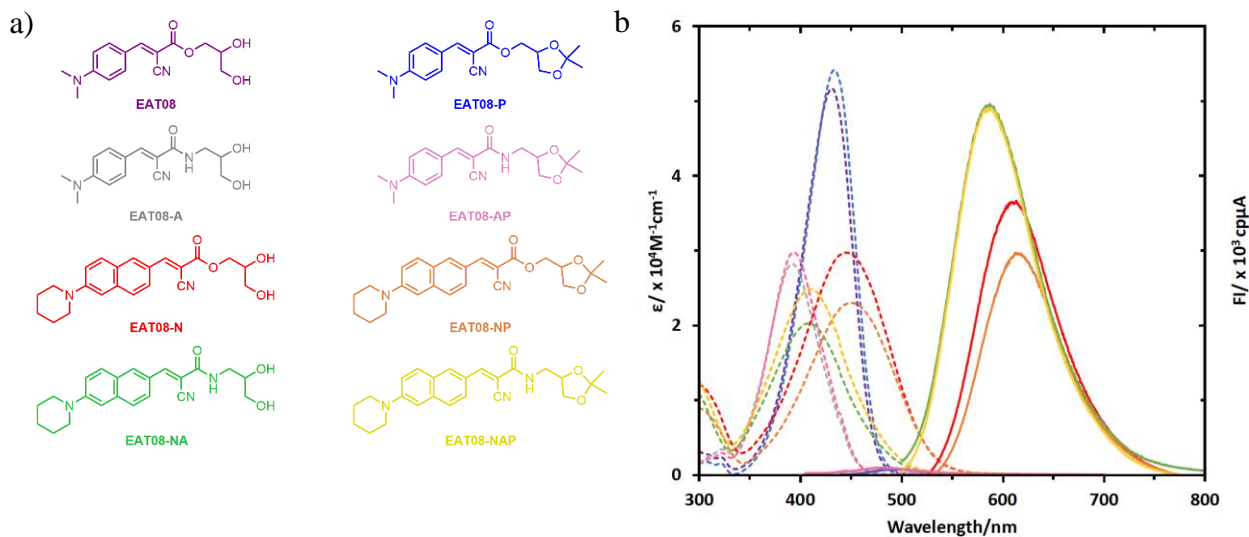 a)
O
O
OH
OH
CN
N
EAT08
O
O
O
O
CN
N
EAT08-P
O
N
H
OH
OH
CN
N
EAT08-A
O
N
H
O
O
CN
N
EAT08-AP
O
O
OH
OH
CN
N
EAT08-N
O
O
O
O
CN
N
EAT08-NP
O
N
H
OH
OH
CN
N
EAT08-NA
O
N
H
O
O
CN
N
EAT08-NAP
b
6
4
2
0
300 400 500 600 700 800
Wavelength/nm
ε/ x 10⁴M⁻¹cm⁻¹
FI/ x 10³ cpμA